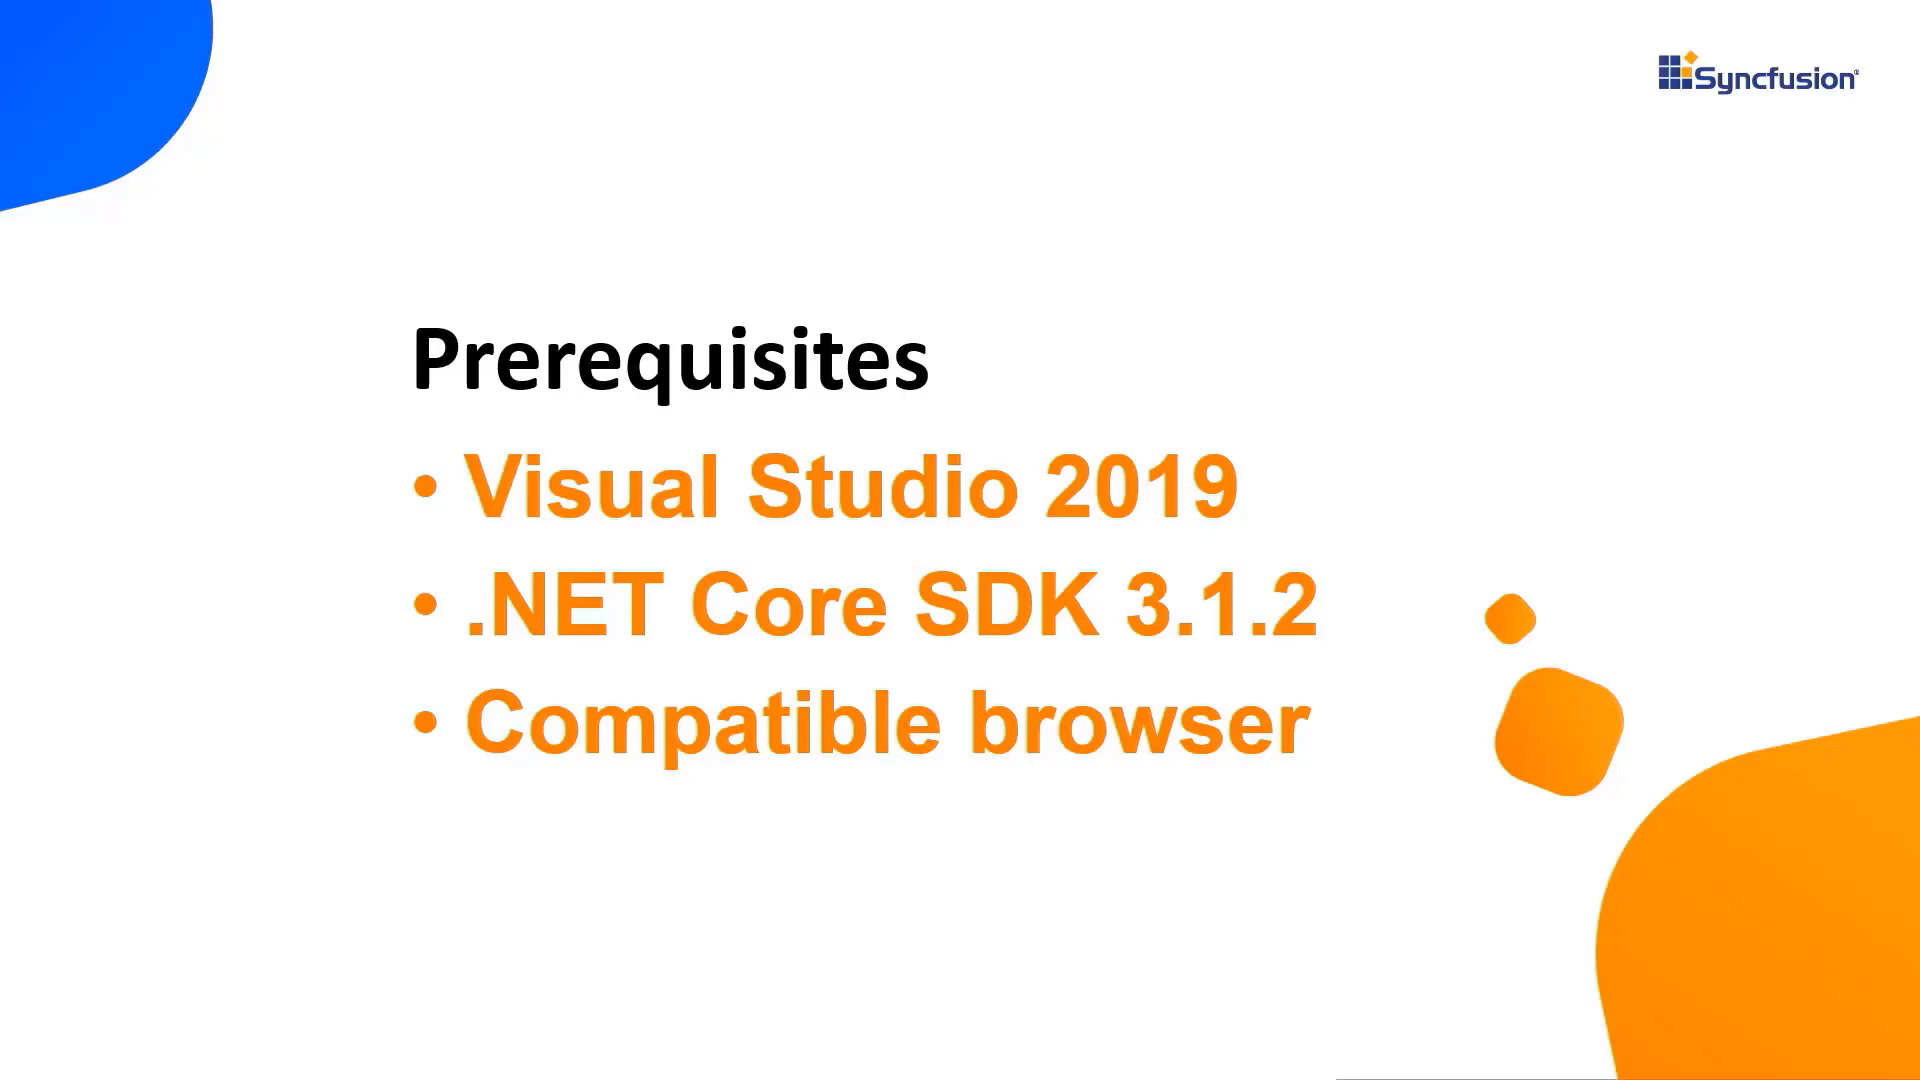 Syncfusion®
Prerequisites
• Visual Studio 2019
• .NET Core SDK 3.1.2
• Compatible browser